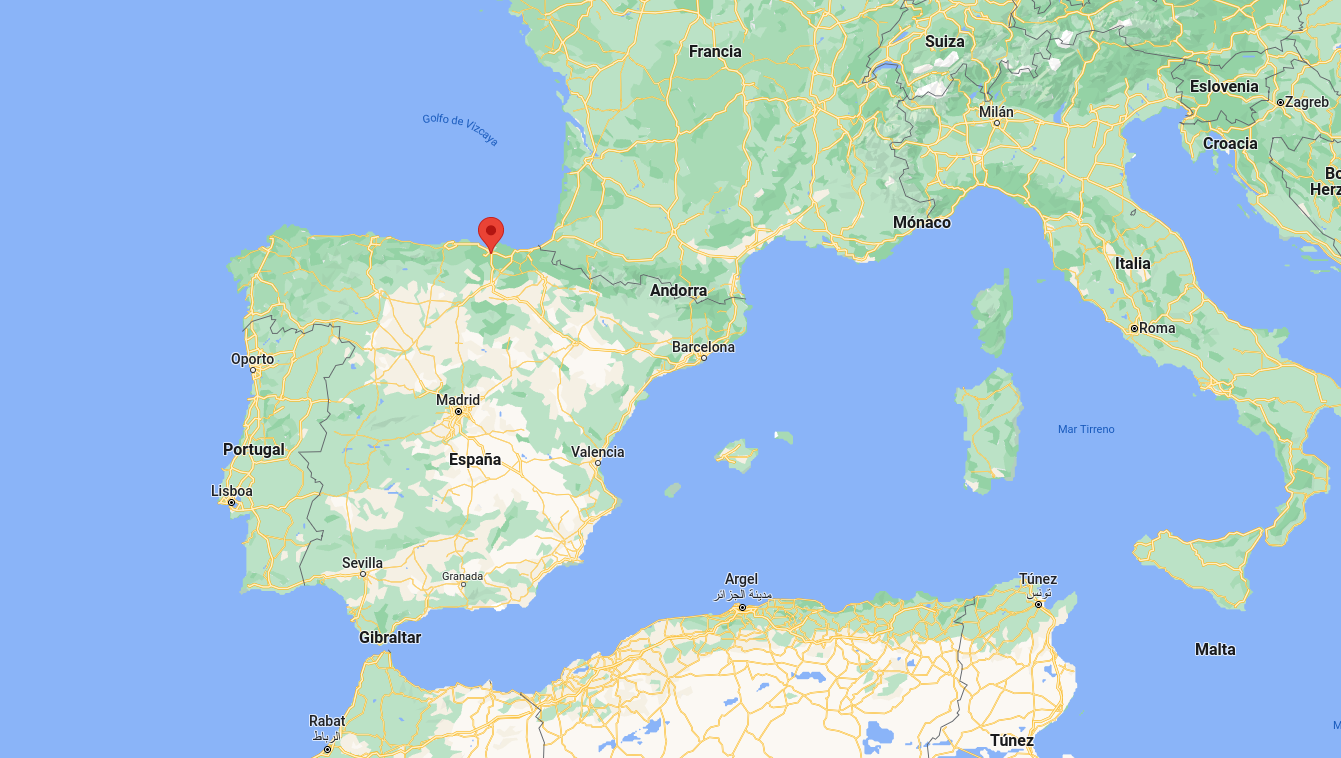 Francia
Suiza
Eslovenia
Zagreb
Milán
Golfo de Vizcaya
Croacia
Bo
Herz
Mónaco
Italia
Andorra
Roma
Barcelona
Oporto
Madrid
Mar Tirreno
Portugal
España
Valencia
Lisboa
Sevilla
Granada
Argel
مدينة الجزائر
Túnez
تونس
Gibraltar
Malta
Rabat
الرباط
M
Túnez